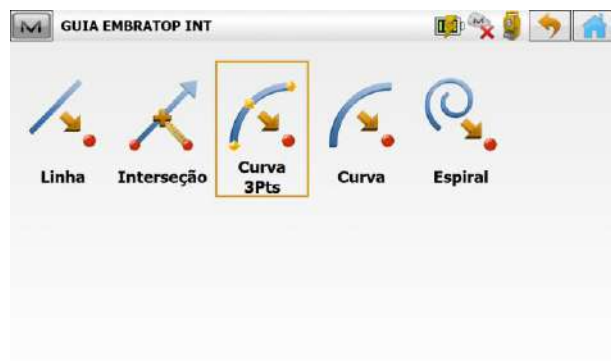 GUIA EMBRATOP INT
Linha
Interseção
Curva
3Pts
Curva
Espiral